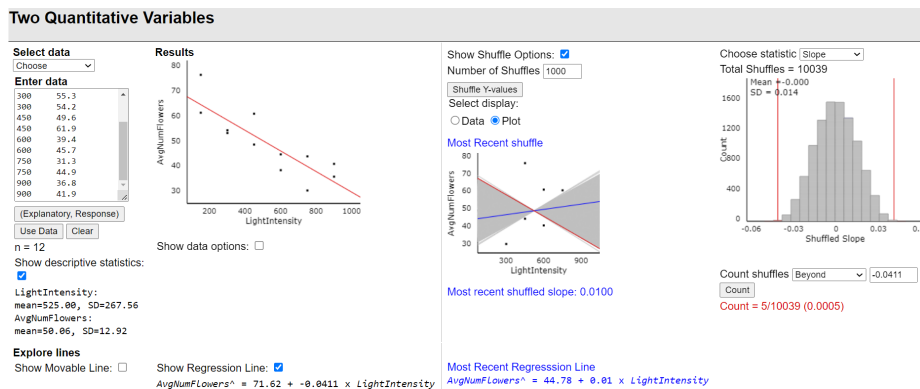 Two Quantitative Variables
Select data
Choose
Enter data
300 55.3
300 54.2
450 49.6
450 61.9
600 39.4
600 45.7
750 31.3
750 44.9
900 36.8
900 41.9
(Explanatory, Response)
Use Data Clear
n = 12
Show descriptive statistics:
LightIntensity:
mean=525.00, SD=267.56
AvgNumFlowers:
mean=50.06, SD=12.92
Explore lines
Show Movable Line:
Results
80
70
60
50
40
30
AvgNumFlowers
200 400 600 800 1000
LightIntensity
Show data options:
Show Regression Line:
AvgNumFlowers^ = 71.62 + -0.0411 x LightIntensity
Show Shuffle Options:
Number of Shuffles 1000
Shuffle Y-values
Select display:
Data Plot
Most Recent shuffle
80
70
60
50
40
30
AvgNumFlowers
300 600 900
LightIntensity
Most recent shuffled slope: 0.0100
Most Recent Regresssion Line
AvgNumFlowers^ = 44.78 + 0.01 x LightIntensity
Choose statistic Slope
Total Shuffles = 10039
Mean = -0.000
SD = 0.014
1600
1200
800
400
0
Count
-0.06 -0.03 0 0.03 0.
Shuffled Slope
Count shuffles Beyond -0.0411
Count
Count = 5/10039 (0.0005)